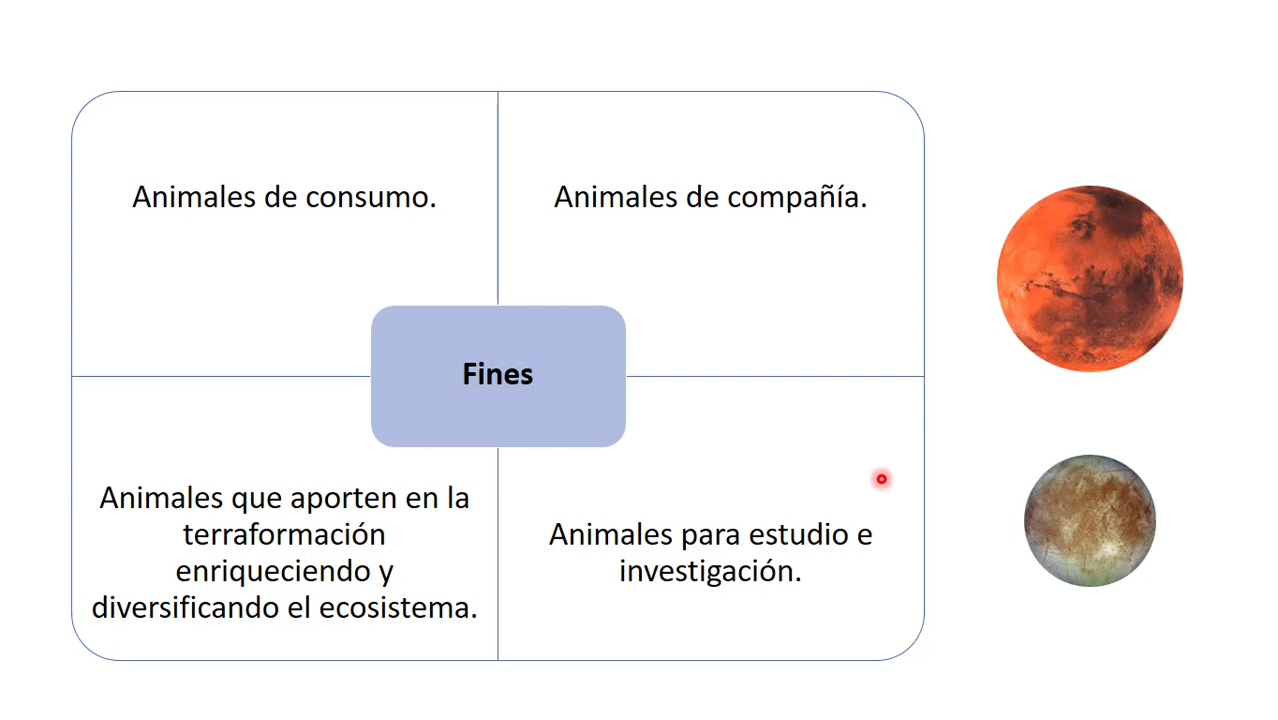 Animales de consumo.
Animales de compañía.
Fines
Animales que aporten en la
terraformación
enriqueciendo y
diversificando el ecosistema.
Animales para estudio e
investigación.